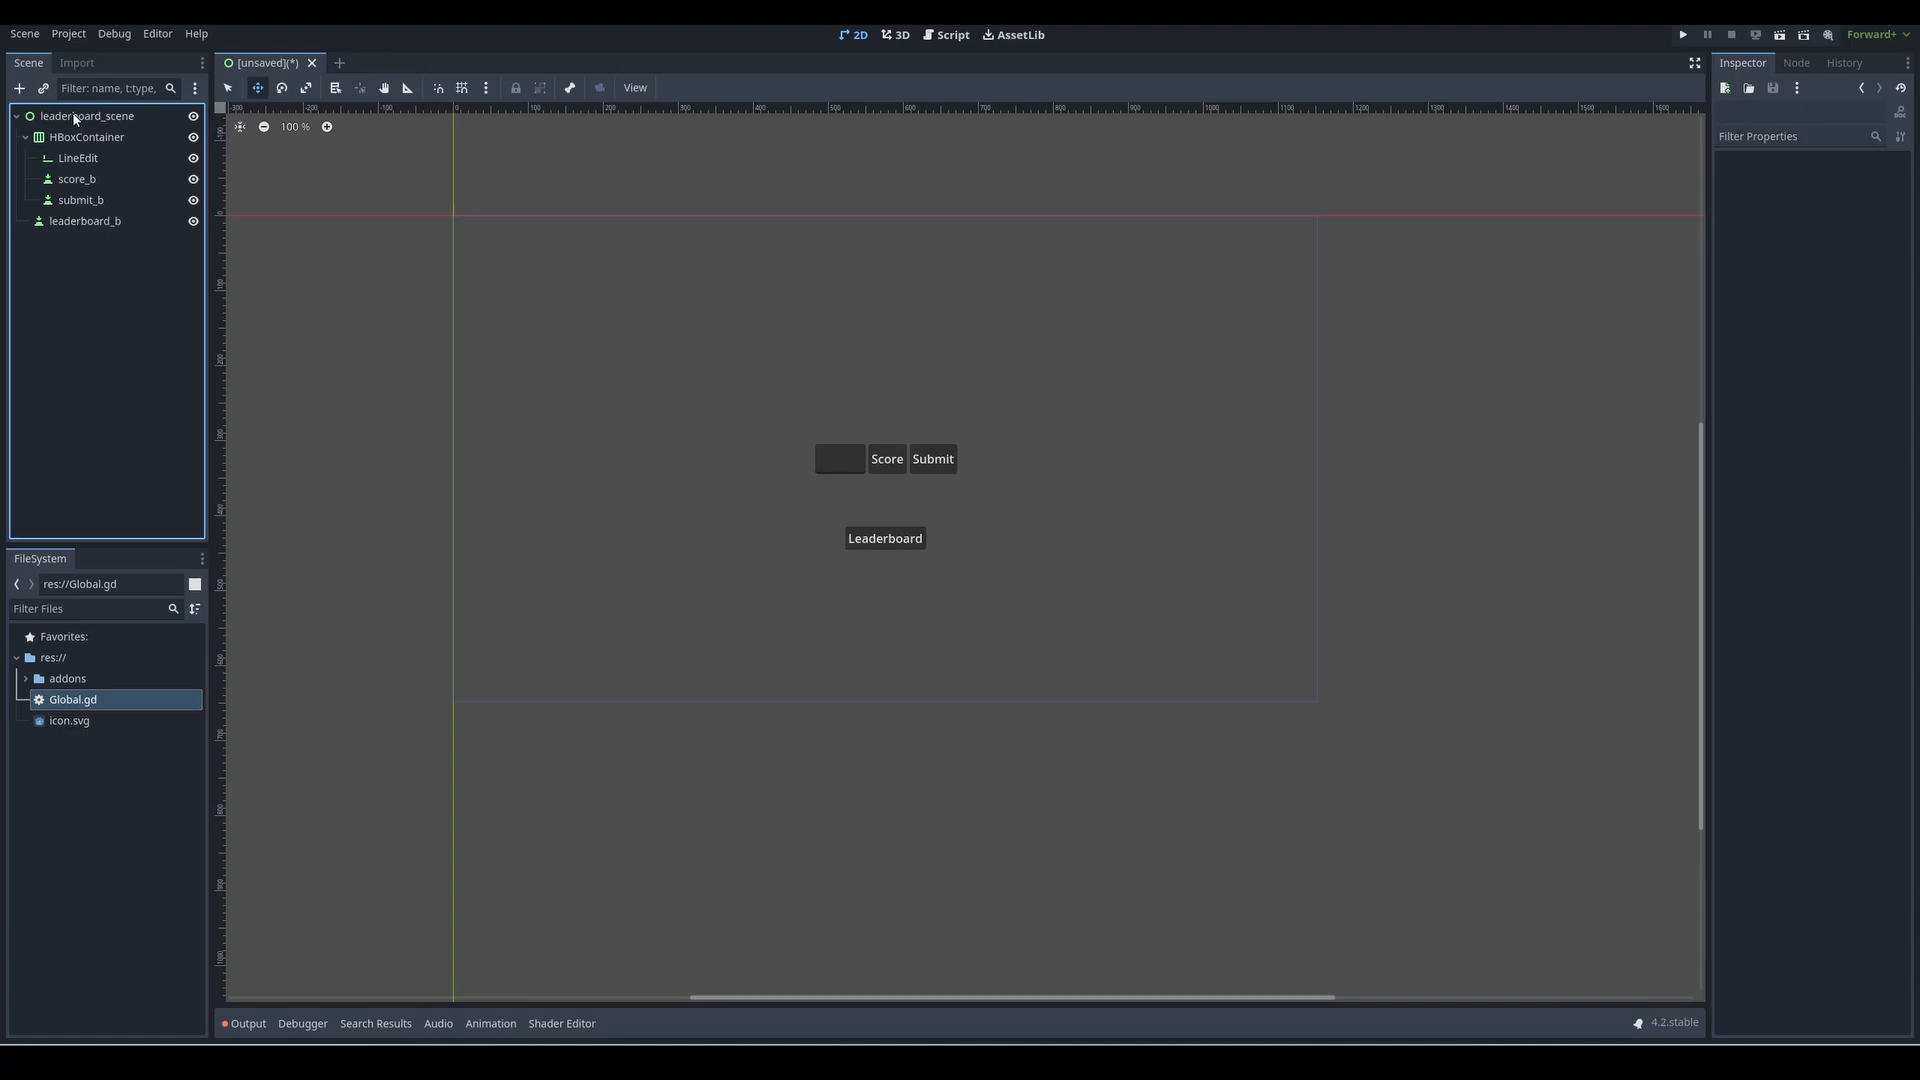 Scene Project Debug Editor Help
2D 3D Script AssetLib
Forward+
Scene Import
[unsaved](*)
Inspector Node History
Filter: name, t:type,
View
leaderboard_scene
HBoxContainer
LineEdit
score_b
submit_b
leaderboard_b
100 %
Filter Properties
Score Submit
Leaderboard
FileSystem
res://Global.gd
Filter Files
Favorites:
res://
addons
Global.gd
icon.svg
Output Debugger Search Results Audio Animation Shader Editor
4.2.stable